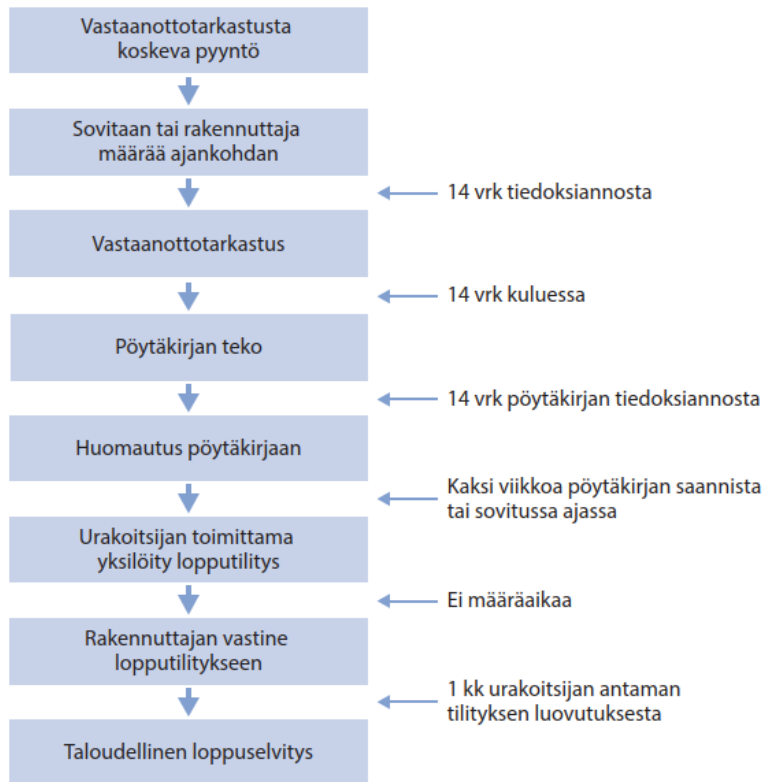 Vastaanottotarkastusta
koskeva pyyntö
Sovitaan tai rakennuttaja
määrää ajankohdan
14 vrk tiedoksiannosta
Vastaanottotarkastus
14 vrk kuluessa
Pöytäkirjan teko
14 vrk pöytäkirjan tiedoksiannosta
Huomautus pöytäkirjaan
Kaksi viikkoa pöytäkirjan saannista
tai sovitussa ajassa
Urakoitsijan toimittama
yksilöity lopputilitys
Ei määräaikaa
Rakennuttajan vastine
lopputilitykseen
1 kk urakoitsijan antaman
tilityksen luovutuksesta
Taloudellinen loppuselvitys